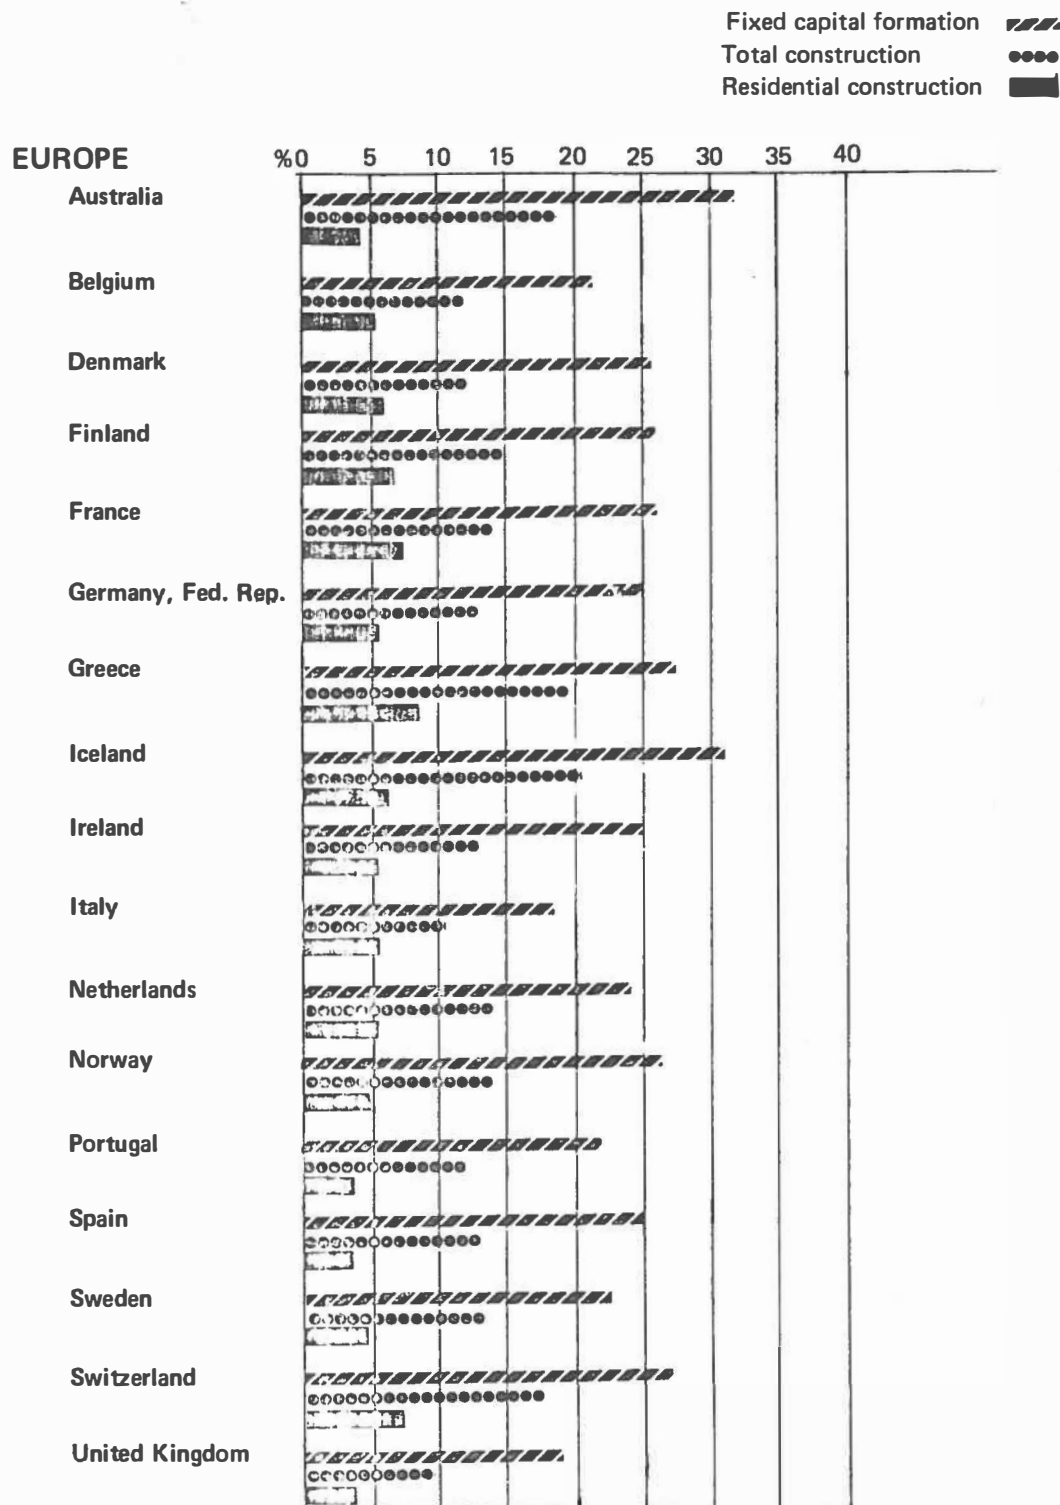 Fixed capital formation
Total construction
Residential construction
EUROPE %0 5 10 15 20 25 30 35 40
Australia
Belgium
Denmark
Finland
France
Germany, Fed. Rep.
Greece
Iceland
Ireland
Italy
Netherlands
Norway
Portugal
Spain
Sweden
Switzerland
United Kingdom